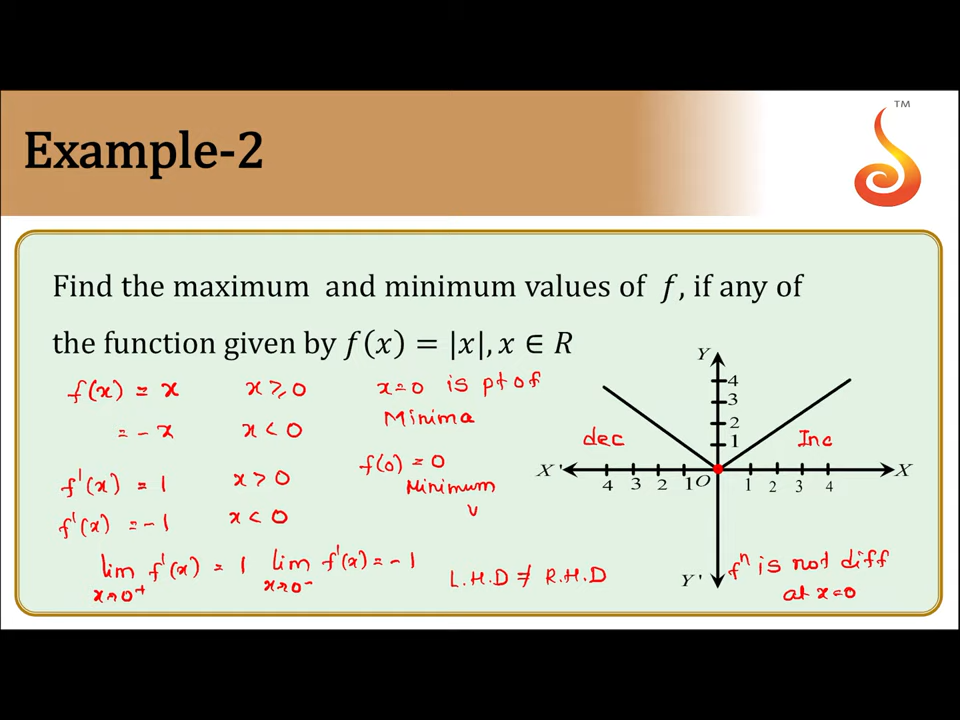 TM
Example-2
Find the maximum and minimum values of f, if any of
the function given by f(x) = |x|, x ∈ R
f(x) = x x ≥ 0
= -x x < 0
f'(x) = 1 x > 0
f'(x) = -1 x < 0
lim f'(x) = 1 lim f'(x) = -1
x→0+ x→0-
x=0 is pt of
Minima
f(0) = 0
Minimum
v
L.H.D ≠ R.H.D
Y
4
3
2
1
dec Inc
X' X
4 3 2 1 O 1 2 3 4
Y'
fⁿ is not diff
at x=0